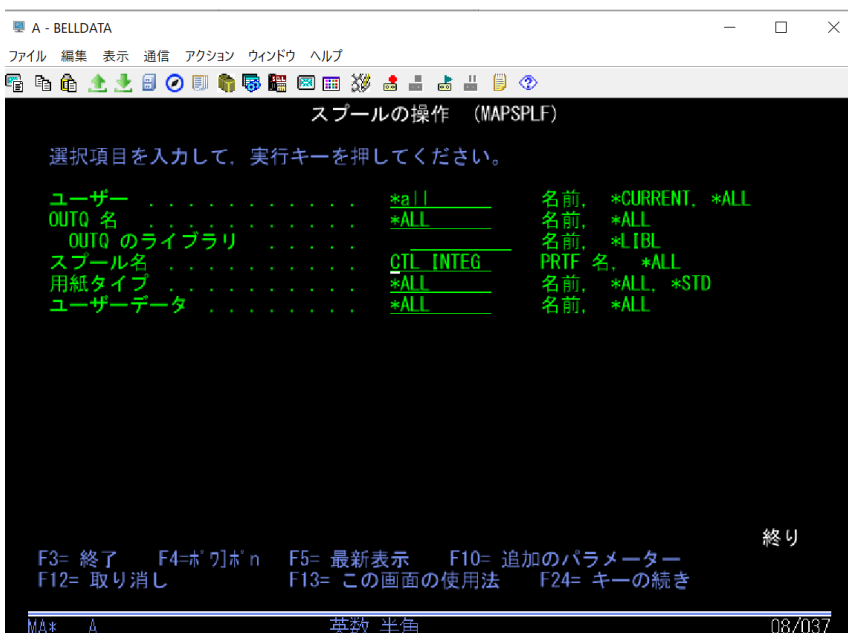 A - BELLDATA
ファイル 編集 表示 通信 アクション ウィンドウ ヘルプ
スプールの操作 (MAPSPLF)
選択項目を入力して, 実行キーを押してください。
ユーザー . . . . . . . . . . . *all 名前, *CURRENT, *ALL
OUTQ 名 . . . . . . . . . . . *ALL 名前, *ALL
OUTQ のライブラリ . . . . . 名前, *LIBL
スプール名 . . . . . . . . . . CTL_INTEG PRTF 名, *ALL
用紙タイプ . . . . . . . . . . *ALL 名前, *ALL, *STD
ユーザーデータ . . . . . . . . *ALL 名前, *ALL
終り
F3= 終了 F4=ﾎﾞﾜ]ﾎﾞn F5= 最新表示 F10= 追加のパラメーター
F12= 取り消し F13= この画面の使用法 F24= キーの続き
MA* A 英数 半角 08/037